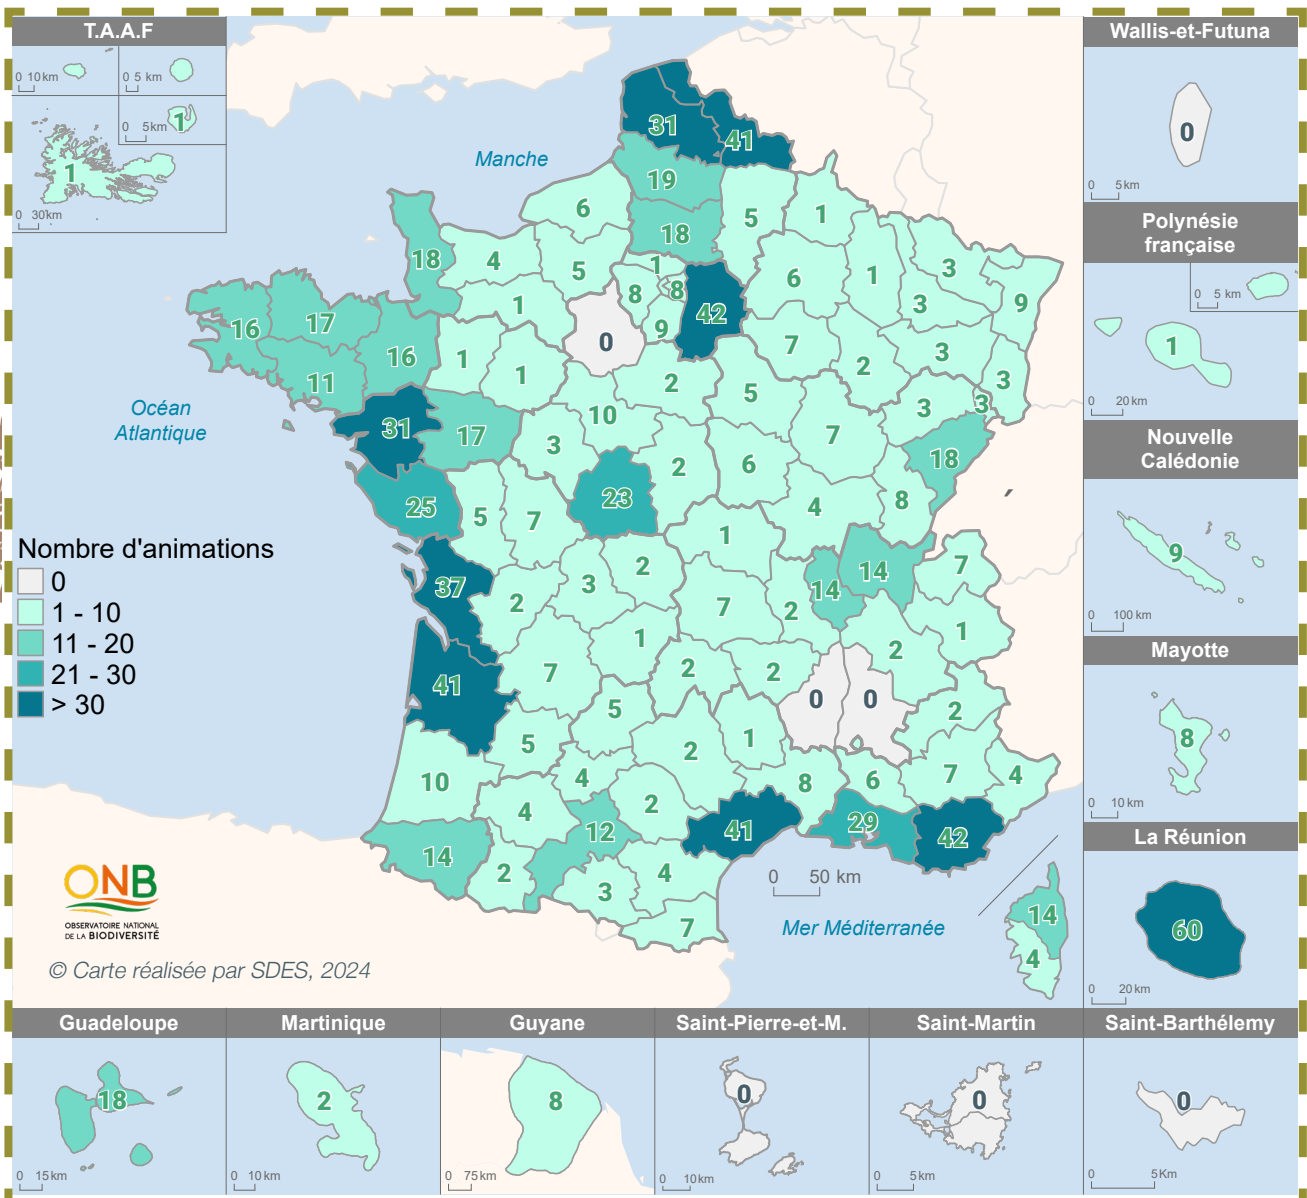 T.A.A.F
0 10 km
0 5 km
1
0 5km
1
0 30km
Wallis-et-Futuna
0
0 5 km
Polynésie
française
0 5 km
1
0 20 km
Nouvelle
Calédonie
9
0 100 km
Mayotte
8
0 10 km
La Réunion
60
0 20 km
Manche
Océan
Atlantique
Mer Méditerranée
31
41
19
6
18
5
1
18
4
5
1
8
8
42
6
1
3
9
1
9
3
16
17
16
0
7
3
11
1
1
2
2
3
5
3
3
31
17
10
7
18
3
2
6
25
5
7
23
4
8
1
37
2
3
2
7
2
14
14
7
1
1
2
41
7
2
2
0
0
2
5
5
2
1
10
4
8
6
7
4
4
2
12
41
29
42
14
2
3
4
7
14
4
0 50 km
Nombre d'animations
0
1 - 10
11 - 20
21 - 30
> 30
ONB
OBSERVATOIRE NATIONAL
DE LA BIODIVERSITÉ
© Carte réalisée par SDES, 2024
Guadeloupe
18
0 15 km
Martinique
2
0 10 km
Guyane
8
0 75 km
Saint-Pierre-et-M.
0
0 10km
Saint-Martin
0
0 5 km
Saint-Barthélemy
0
0 5Km